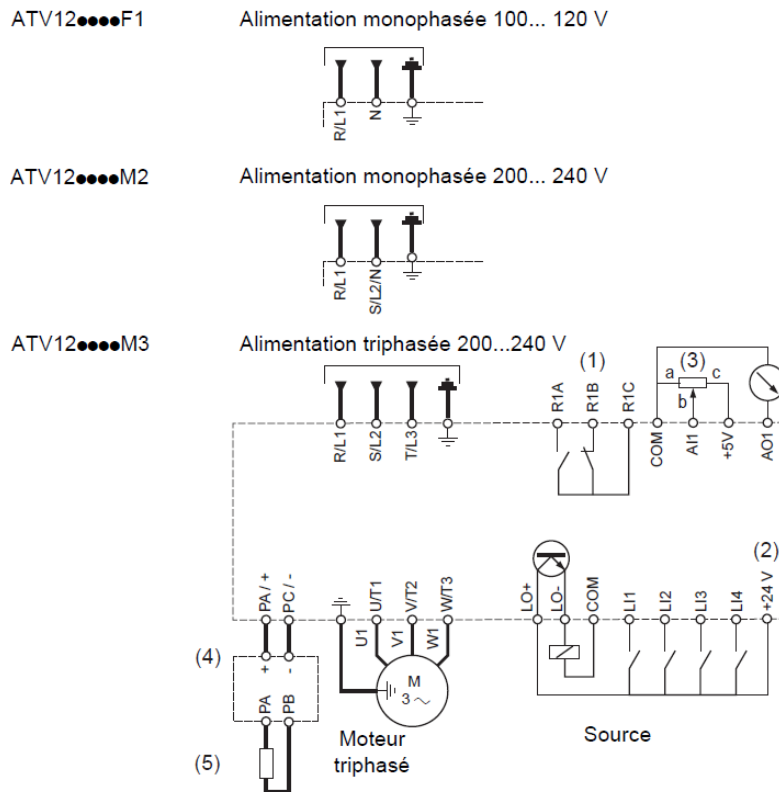 ATV12●●●●F1 Alimentation monophasée 100... 120 V
R/L1 N
ATV12●●●●M2 Alimentation monophasée 200... 240 V
R/L1 S/L2/N
ATV12●●●●M3 Alimentation triphasée 200...240 V
(1) (3)
a c
b
R/L1 S/L2 T/L3 R1A R1B R1C COM AI1 +5V AO1
(2)
PA / + PC / - U/T1 V/T2 W/T3 LO+ LO- COM LI1 LI2 LI3 LI4 +24 V
U1 V1 W1
(4) + -
M
3 ~
PA PB
Moteur
triphasé
Source
(5)